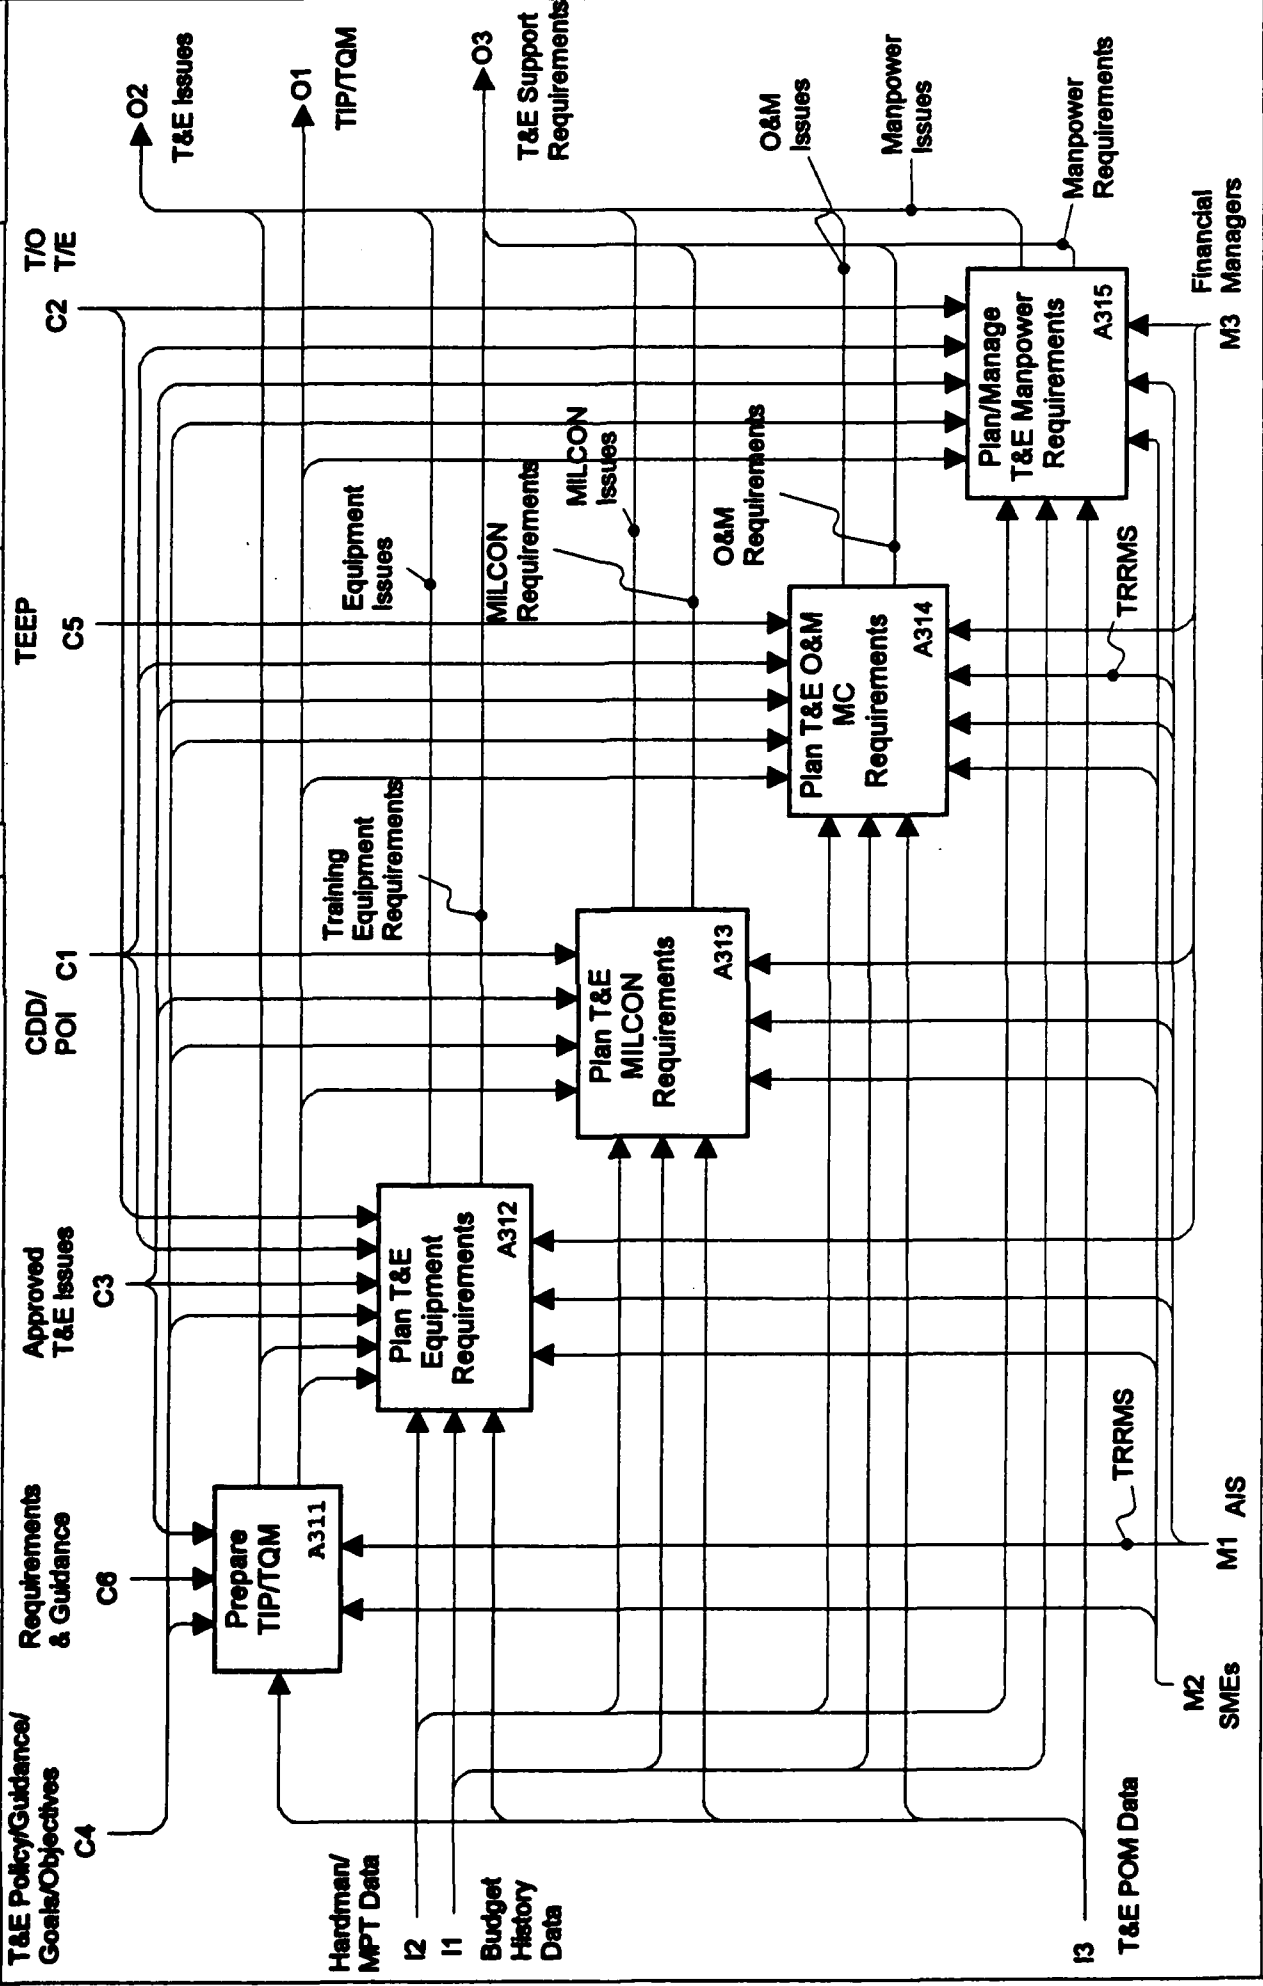 T&E Policy/Guidance/
Goals/Objectives
C4
Requirements
& Guidance
C6
Approved
T&E Issues
C3
CDD/
POI
C1
TEEP
C5
T/O
T/E
C2
O2
T&E Issues
O1
TIP/TQM
O3
T&E Support
Requirements
Hardman/
MPT Data
I2
I1
Budget
History
Data
I3
T&E POM Data
Prepare
TIP/TQM
A311
Plan T&E
Equipment
Requirements
A312
Training
Equipment
Requirements
Equipment
Issues
Plan T&E
MILCON
Requirements
A313
MILCON
Requirements
MILCON
Issues
Plan T&E O&M
MC
Requirements
A314
O&M
Requirements
O&M
Issues
Plan/Manage
T&E Manpower
Requirements
A315
Manpower
Issues
Manpower
Requirements
TRRMS
TRRMS
M2
SMEs
M1
AIS
M3
Financial
Managers